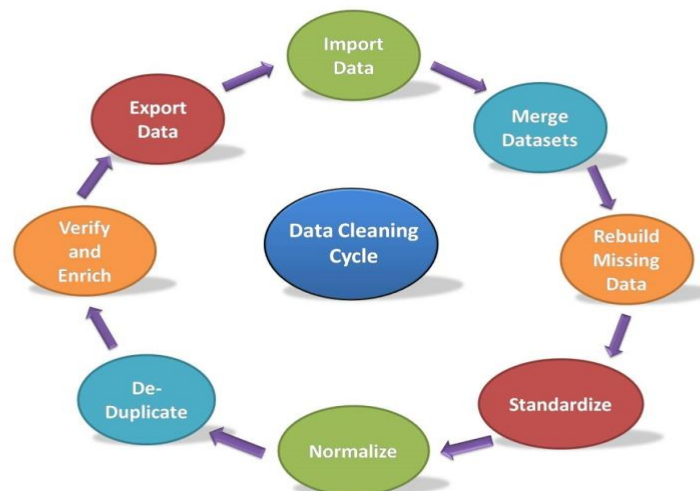 Import
Data
Merge
Datasets
Rebuild
Missing
Data
Standardize
Normalize
De-
Duplicate
Verify
and
Enrich
Export
Data
Data Cleaning
Cycle